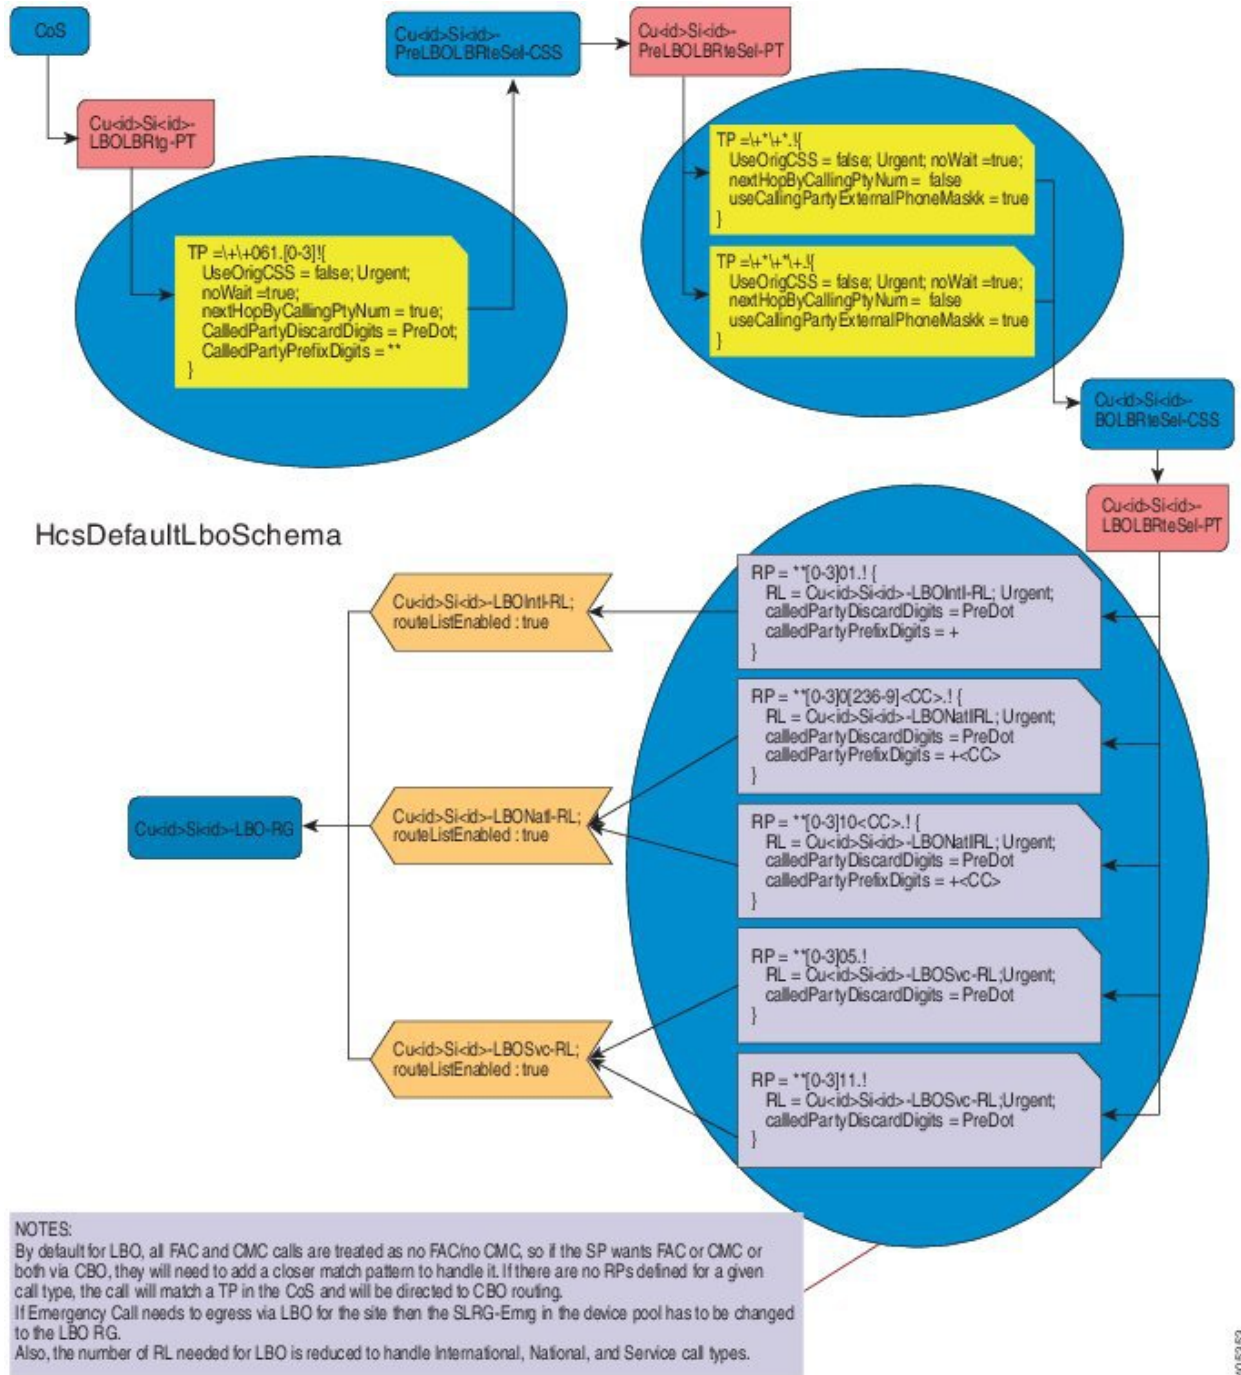 CoS
Cu<id>Si<id>-
LBOLBRtg-PT
TP =\+\+061.[0-3]!{
UseOrigCSS = false; Urgent;
noWait =true;
nextHopByCallingPtyNum = true;
CalledPartyDiscardDigits = PreDot;
CalledPartyPrefixDigits = **
}
Cu<id>Si<id>-
PreLBOLBRteSel-CSS
Cu<id>Si<id>-
PreLBOLBRteSel-PT
TP =\+*\+*.!{
UseOrigCSS = false; Urgent; noWait =true;
nextHopByCallingPtyNum = false
useCallingPartyExternalPhoneMaskk = true
}
TP =\+*\+*\+.!{
UseOrigCSS = false; Urgent; noWait =true;
nextHopByCallingPtyNum = false
useCallingPartyExternalPhoneMaskk = true
}
Cu<id>Si<id>-
BOLBRteSel-CSS
Cu<id>Si<id>-
LBOLBRteSel-PT
HcsDefaultLboSchema
RP = **[0-3]01.! {
RL = Cu<id>Si<id>-LBOIntl-RL; Urgent;
calledPartyDiscardDigits = PreDot
calledPartyPrefixDigits = +
}
RP = **[0-3]0[236-9]<CC>.! {
RL = Cu<id>Si<id>-LBONatlRL; Urgent;
calledPartyDiscardDigits = PreDot
calledPartyPrefixDigits = +<CC>
}
RP = **[0-3]10<CC>.! {
RL = Cu<id>Si<id>-LBONatlRL; Urgent;
calledPartyDiscardDigits = PreDot
calledPartyPrefixDigits = +<CC>
}
RP = **[0-3]05.!
RL = Cu<id>Si<id>-LBOSvc-RL;Urgent;
calledPartyDiscardDigits = PreDot
}
RP = **[0-3]11.!
RL = Cu<id>Si<id>-LBOSvc-RL;Urgent;
calledPartyDiscardDigits = PreDot
}
Cu<id>Si<id>-LBOIntl-RL;
routeListEnabled : true
Cu<id>Si<id>-LBONatl-RL;
routeListEnabled : true
Cu<id>Si<id>-LBOSvc-RL;
routeListEnabled : true
Cu<id>Si<id>-LBO-RG
NOTES:
By default for LBO, all FAC and CMC calls are treated as no FAC/no CMC, so if the SP wants FAC or CMC or
both via CBO, they will need to add a closer match pattern to handle it. If there are no RPs defined for a given
call type, the call will match a TP in the CoS and will be directed to CBO routing.
If Emergency Call needs to egress via LBO for the site then the SLRG-Emrg in the device pool has to be changed
to the LBO RG.
Also, the number of RL needed for LBO is reduced to handle International, National, and Service call types.